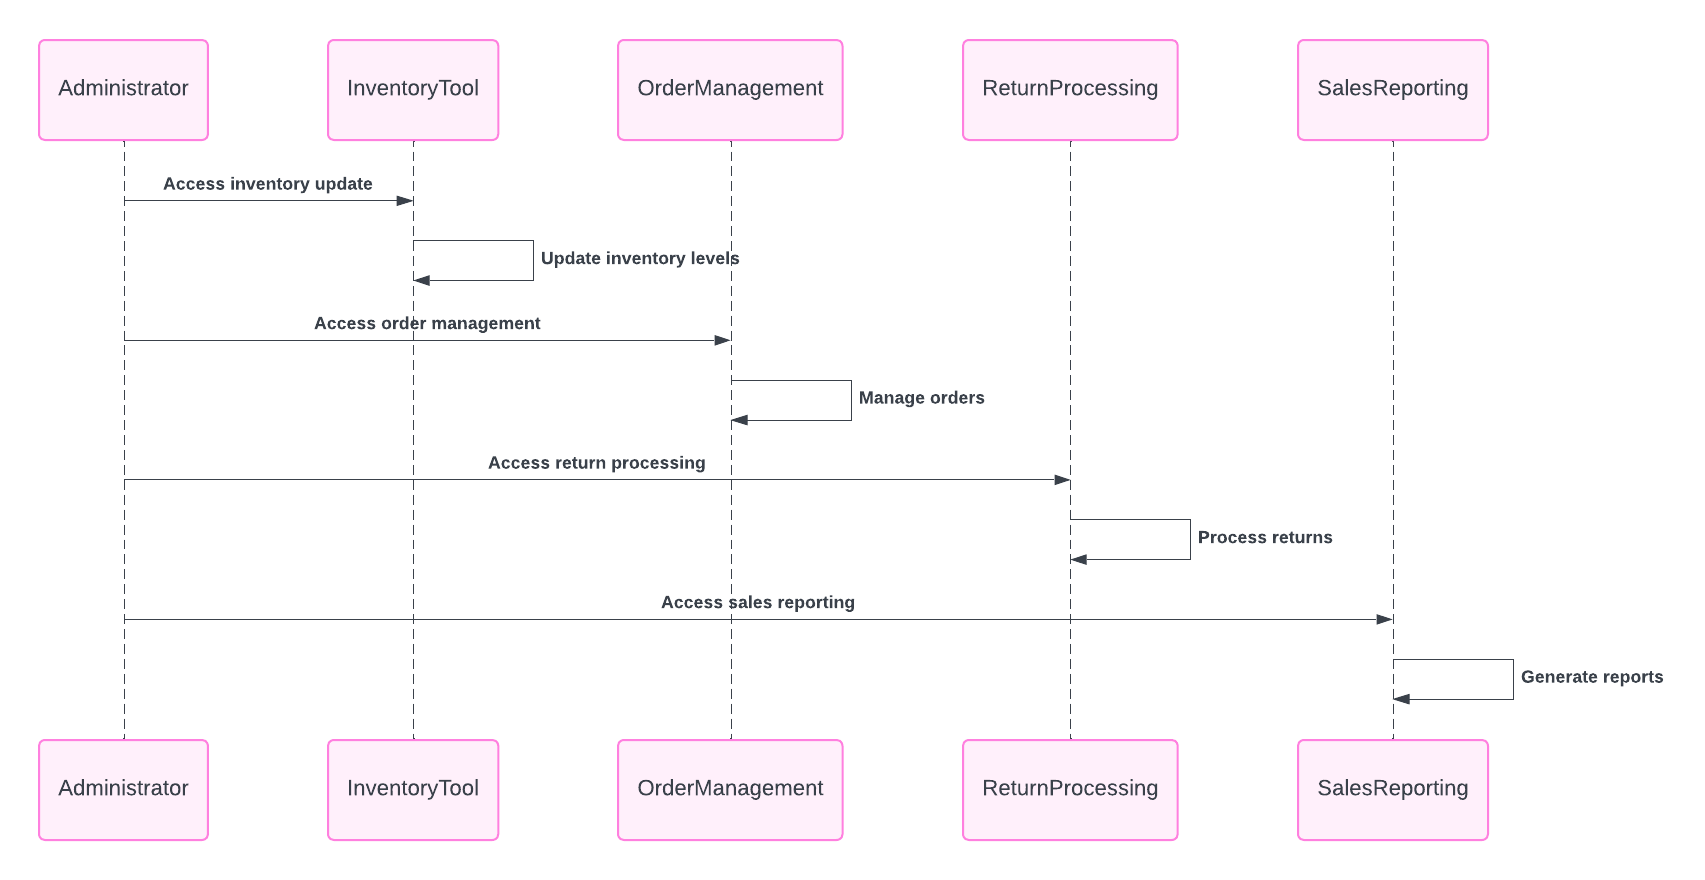 Administrator
InventoryTool
OrderManagement
ReturnProcessing
SalesReporting
Access inventory update
Update inventory levels
Access order management
Manage orders
Access return processing
Process returns
Access sales reporting
Generate reports
Administrator
InventoryTool
OrderManagement
ReturnProcessing
SalesReporting